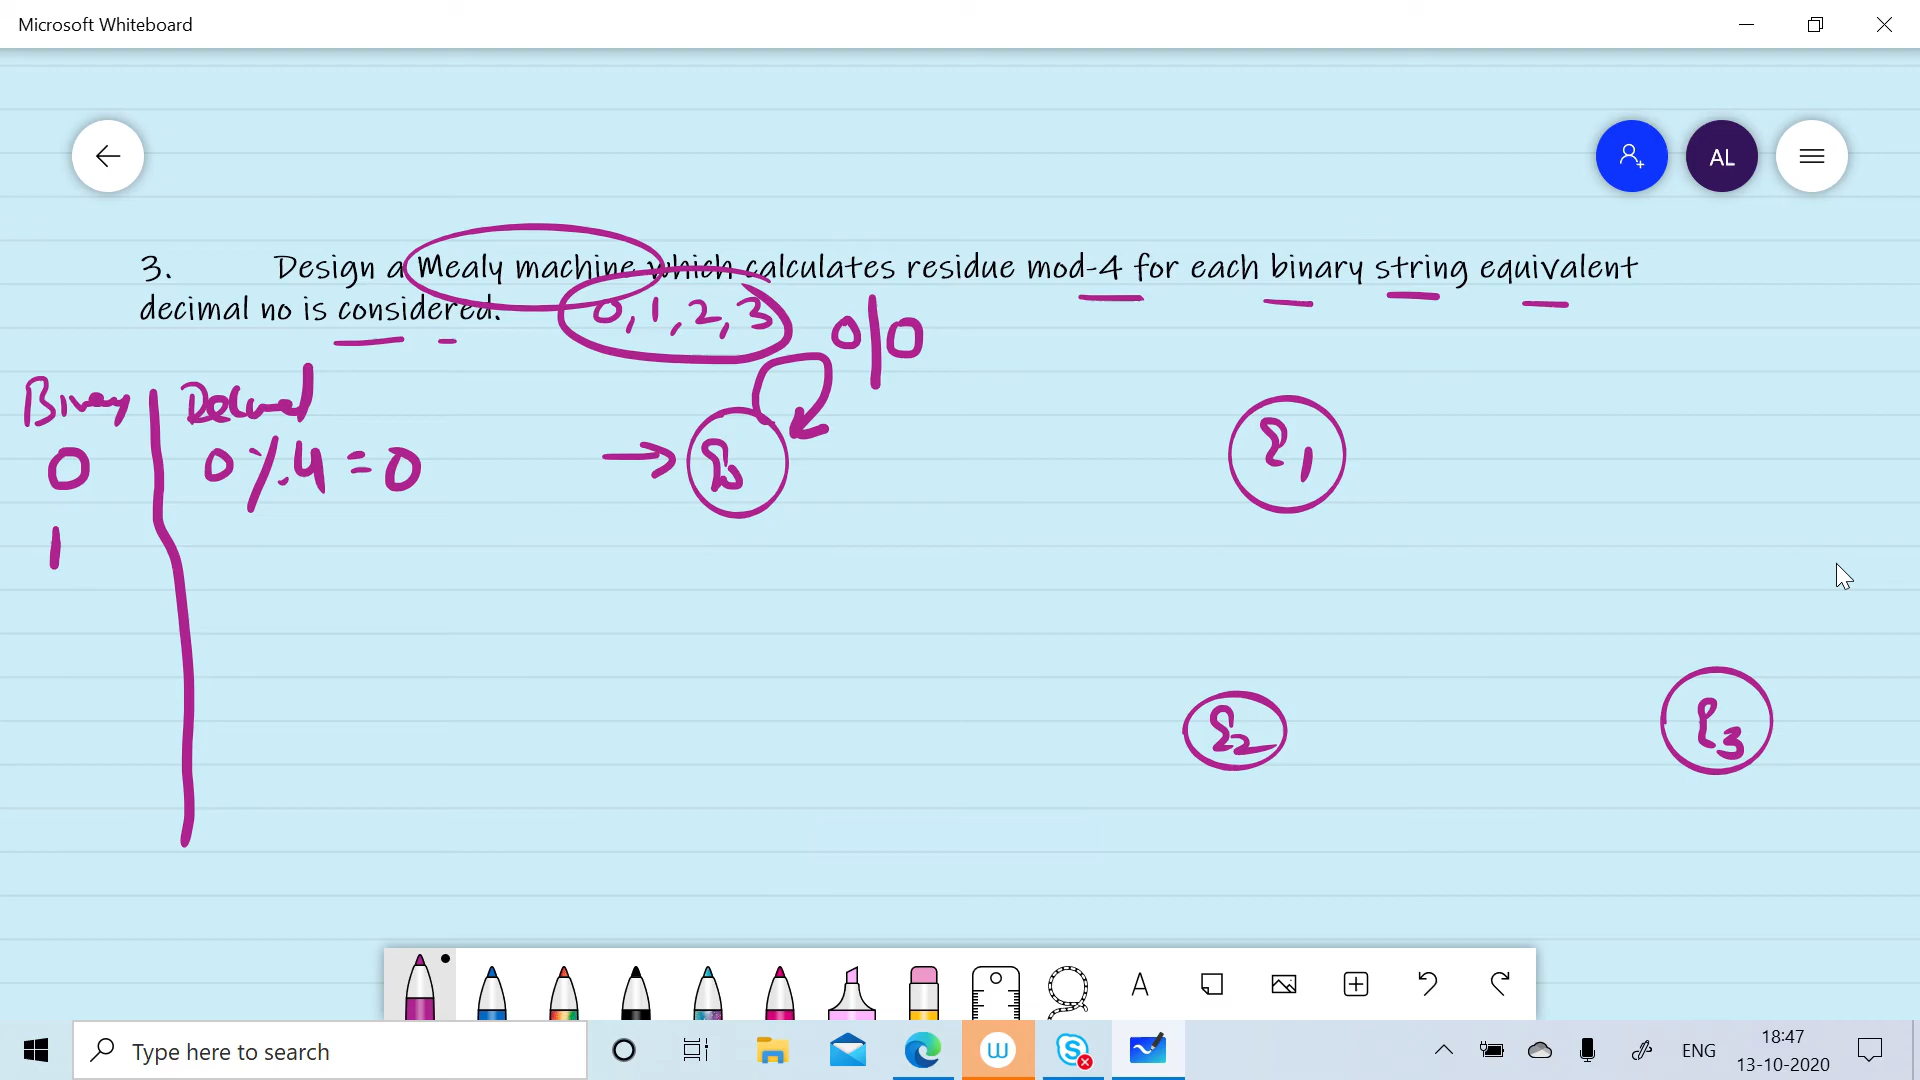 Microsoft Whiteboard
AL
3. Design a Mealy machine which calculates residue mod-4 for each binary string equivalent
decimal no is considered.
0, 1, 2, 3
0|0
Binary Decimal
0 0 % 4 = 0
→ q0
q1
1
q2
q3
A
Type here to search
W
S
ENG
18:47
13-10-2020